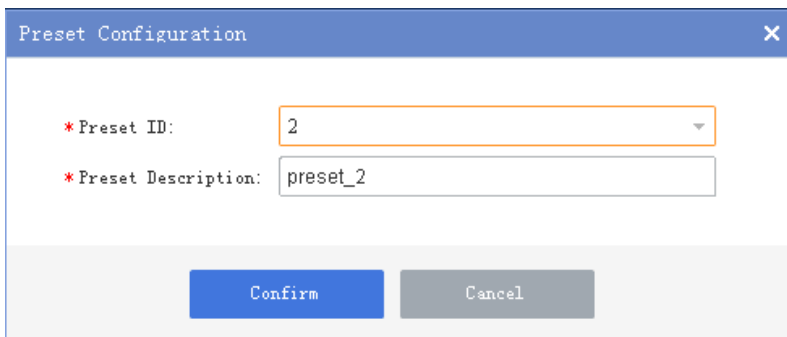 Preset Configuration
*Preset ID: 2
*Preset Description: preset_2
Confirm Cancel